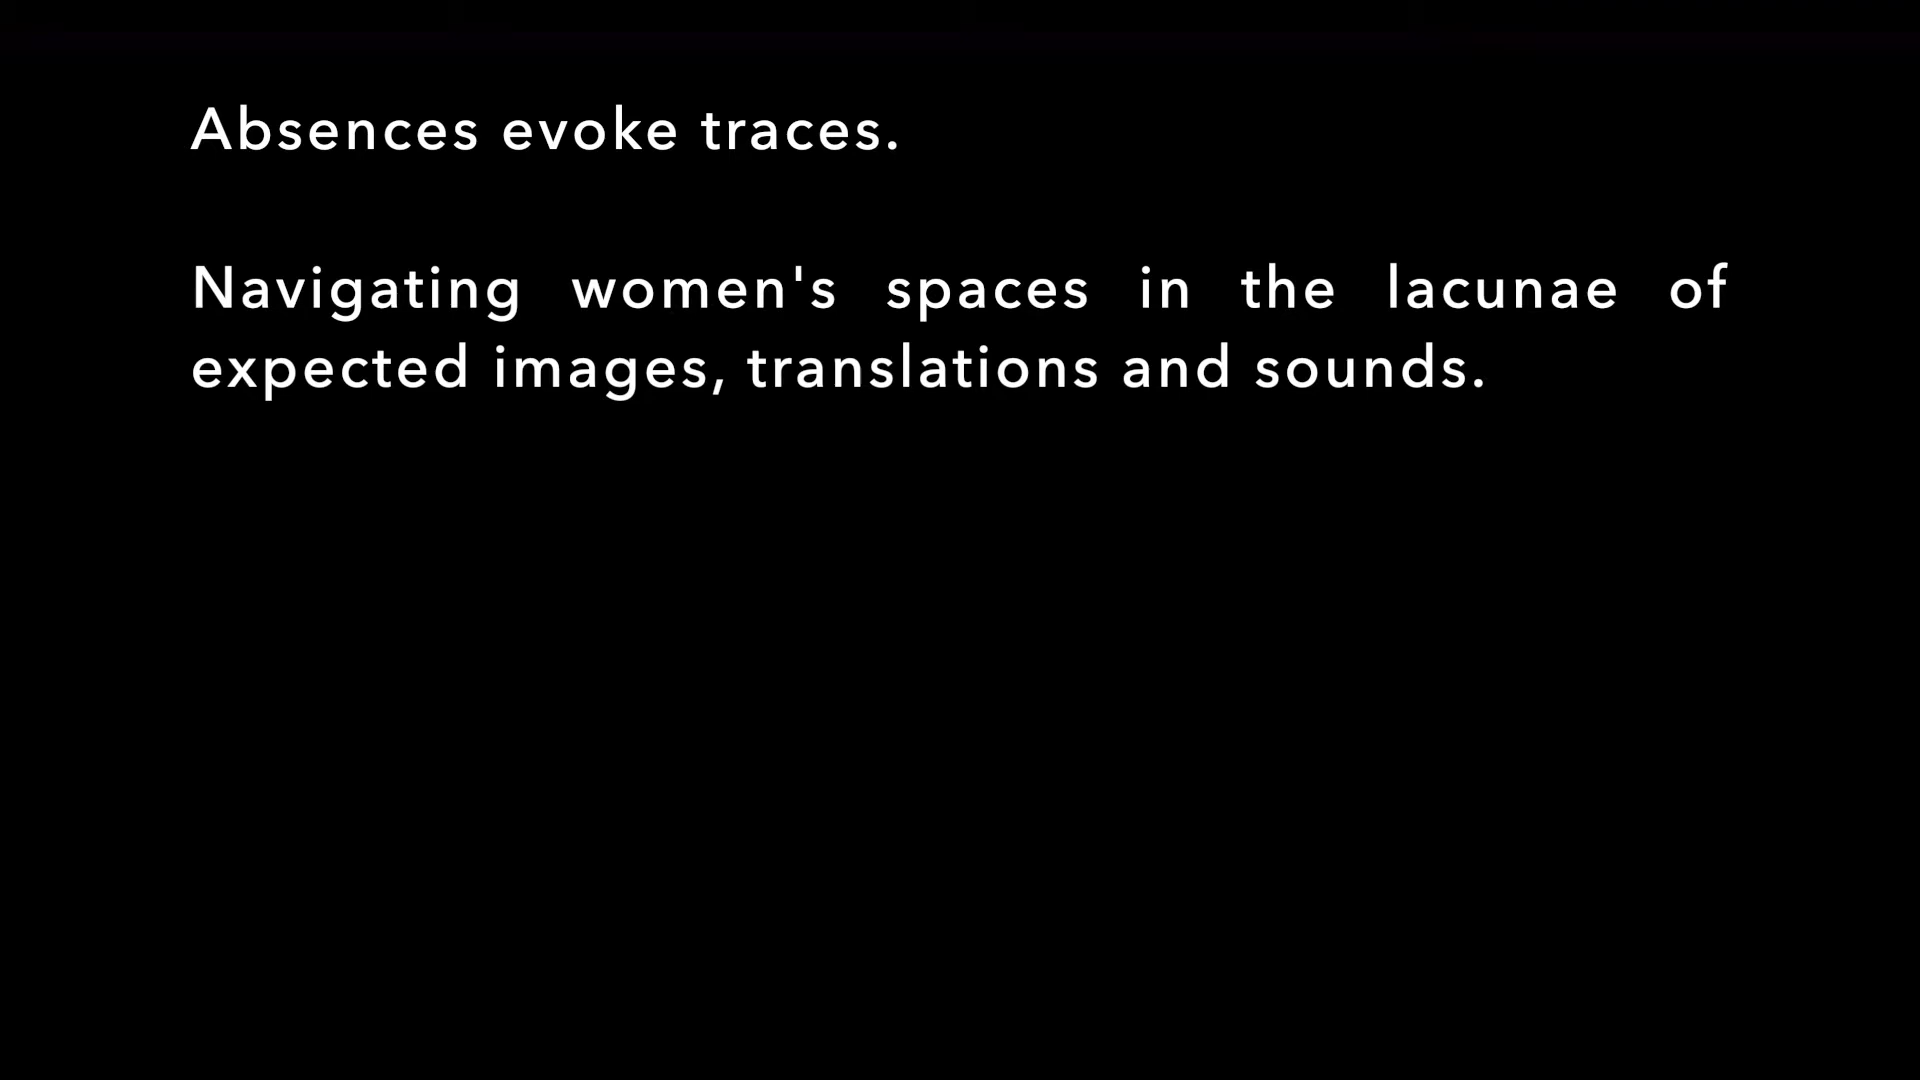 Absences evoke traces.
Navigating women's spaces in the lacunae of
expected images, translations and sounds.